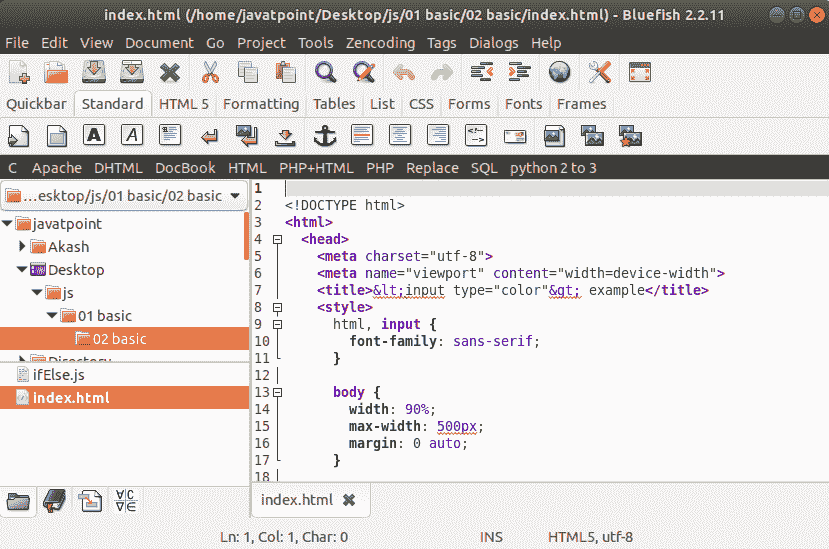 index.html (/home/javatpoint/Desktop/js/01 basic/02 basic/index.html) - Bluefish 2.2.11
File Edit View Document Go Project Tools Zencoding Tags Dialogs Help
Quickbar Standard HTML 5 Formatting Tables List CSS Forms Fonts Frames
A A
C Apache DHTML DocBook HTML PHP+HTML PHP Replace SQL python 2 to 3
...esktop/js/01 basic/02 basic
javatpoint
Akash
Desktop
js
01 basic
02 basic
Directory
ifElse.js
index.html
1
2 <!DOCTYPE html>
3 <html>
4 <head>
5 <meta charset="utf-8">
6 <meta name="viewport" content="width=device-width">
7 <title>&lt;input type="color"&gt; example</title>
8 <style>
9 html, input {
10 font-family: sans-serif;
11 }
12
13 body {
14 width: 90%;
15 max-width: 500px;
16 margin: 0 auto;
17 }
18
index.html
Ln: 1, Col: 1, Char: 0 INS HTML5, utf-8